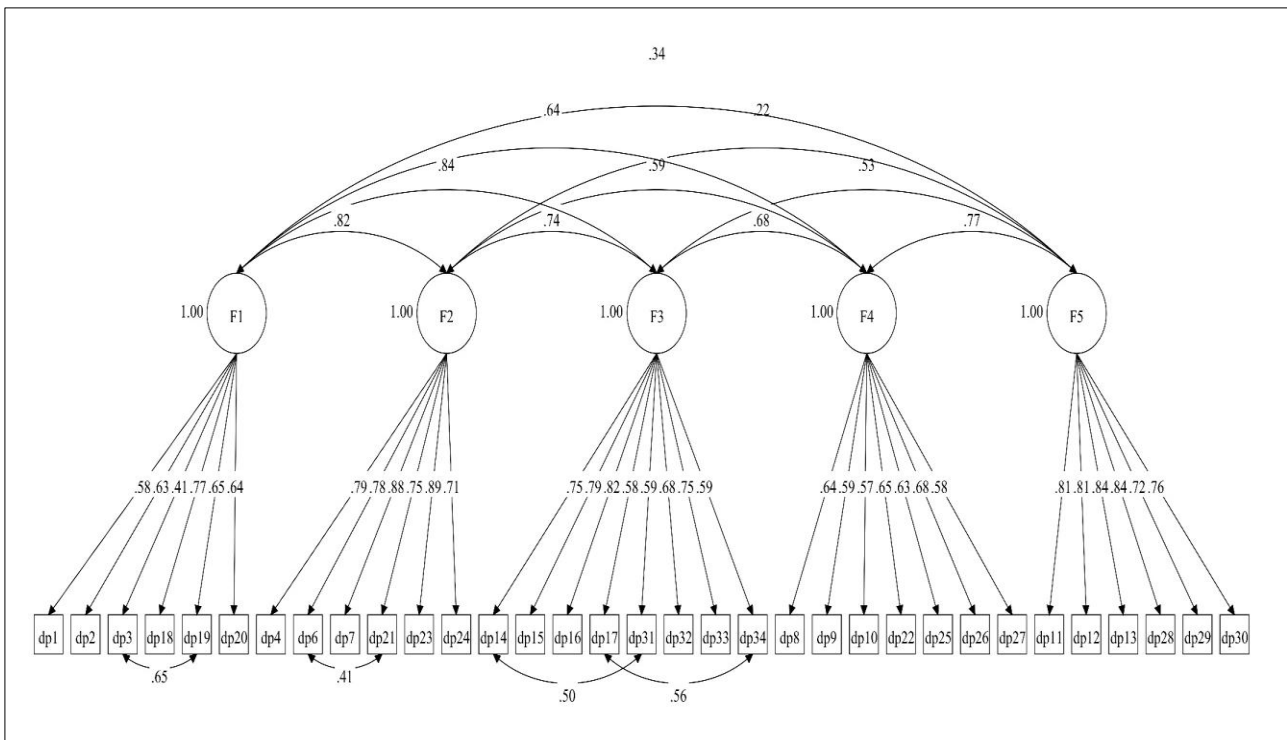 .34
.64 .22
.84 .59 .53
.82 .74 .68 .77
1.00 F1 1.00 F2 1.00 F3 1.00 F4 1.00 F5
.58 .63 .41 .77 .65 .64 .79 .78 .88 .75 .89 .71 .75 .79 .82 .58 .59 .68 .75 .59 .64 .59 .57 .65 .63 .68 .58 .81 .81 .84 .84 .72 .76
dp1 dp2 dp3 dp18 dp19 dp20 dp4 dp6 dp7 dp21 dp23 dp24 dp14 dp15 dp16 dp17 dp31 dp32 dp33 dp34 dp8 dp9 dp10 dp22 dp25 dp26 dp27 dp11 dp12 dp13 dp28 dp29 dp30
.65 .41
.50 .56